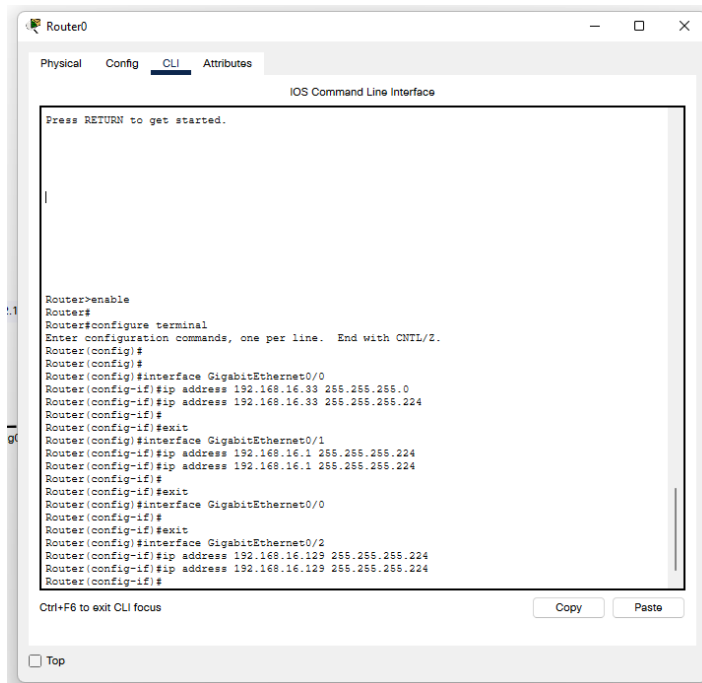 Router0
Physical Config CLI Attributes
IOS Command Line Interface
Press RETURN to get started.
Router>enable
Router#
Router#configure terminal
Enter configuration commands, one per line.  End with CNTL/Z.
Router(config)#
Router(config)#
Router(config)#interface GigabitEthernet0/0
Router(config-if)#ip address 192.168.16.33 255.255.255.0
Router(config-if)#ip address 192.168.16.33 255.255.255.224
Router(config-if)#
Router(config-if)#exit
Router(config)#interface GigabitEthernet0/1
Router(config-if)#ip address 192.168.16.1 255.255.255.224
Router(config-if)#ip address 192.168.16.1 255.255.255.224
Router(config-if)#
Router(config-if)#exit
Router(config)#interface GigabitEthernet0/0
Router(config-if)#
Router(config-if)#exit
Router(config)#interface GigabitEthernet0/2
Router(config-if)#ip address 192.168.16.129 255.255.255.224
Router(config-if)#ip address 192.168.16.129 255.255.255.224
Router(config-if)#
Ctrl+F6 to exit CLI focus
Copy Paste
Top